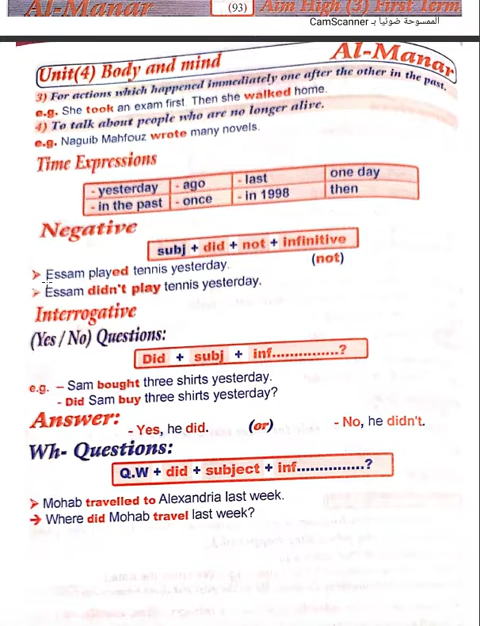 Al-Manar (93) Aim High (3) First Term
الممسوحة ضوئيا بـ CamScanner
Al-Manar
Unit(4) Body and mind
3) For actions which happened immediately one after the other in the past.
e.g. She took an exam first. Then she walked home.
4) To talk about people who are no longer alive.
e.g. Naguib Mahfouz wrote many novels.
Time Expressions
- yesterday - ago - last one day
- in the past - once - in 1998 then
Negative
subj + did + not + infinitive
➢ Essam played tennis yesterday. (not)
➢ Essam didn't play tennis yesterday.
Interrogative
(Yes / No) Questions:
Did + subj + inf...............?
e.g. – Sam bought three shirts yesterday.
- Did Sam buy three shirts yesterday?
Answer: - Yes, he did. (or) - No, he didn't.
Wh- Questions:
Q.W + did + subject + inf...............?
➢ Mohab travelled to Alexandria last week.
➔ Where did Mohab travel last week?